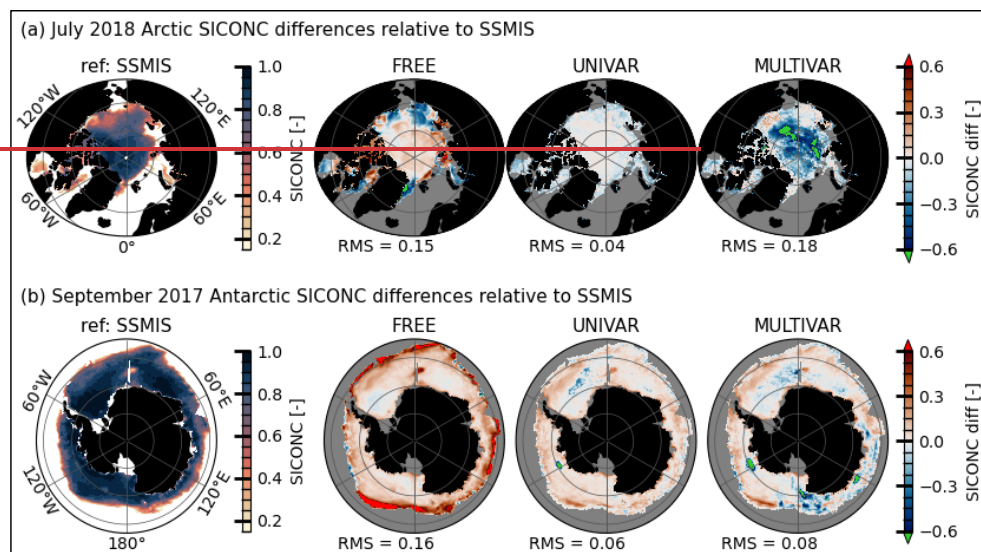 (a) July 2018 Arctic SICONC differences relative to SSMIS
ref: SSMIS FREE UNIVAR MULTIVAR
120°W 120°E 60°W 60°E 0°
1.0 0.8 0.6 0.4 0.2
SICONC [-]
0.6 0.3 0.0 −0.3 −0.6
SICONC diff [-]
RMS = 0.15 RMS = 0.04 RMS = 0.18
(b) September 2017 Antarctic SICONC differences relative to SSMIS
ref: SSMIS FREE UNIVAR MULTIVAR
60°W 60°E 120°W 120°E 180°
1.0 0.8 0.6 0.4 0.2
SICONC [-]
0.6 0.3 0.0 −0.3 −0.6
SICONC diff [-]
RMS = 0.16 RMS = 0.06 RMS = 0.08